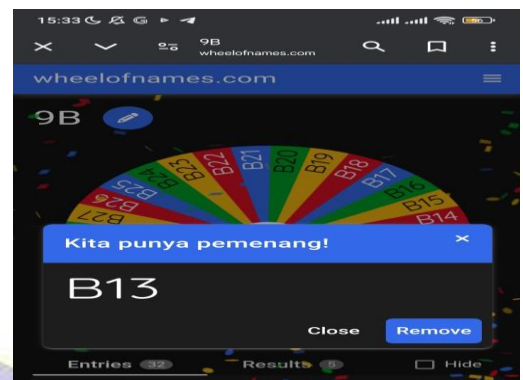 15:33
9B
wheelofnames.com
wheelofnames.com
9B
B27
B26
B25
B24
B23
B22
B21
B20
B19
B18
B17
B16
B15
B14
Kita punya pemenang!
B13
Close
Remove
Entries 32
Results 5
Hide